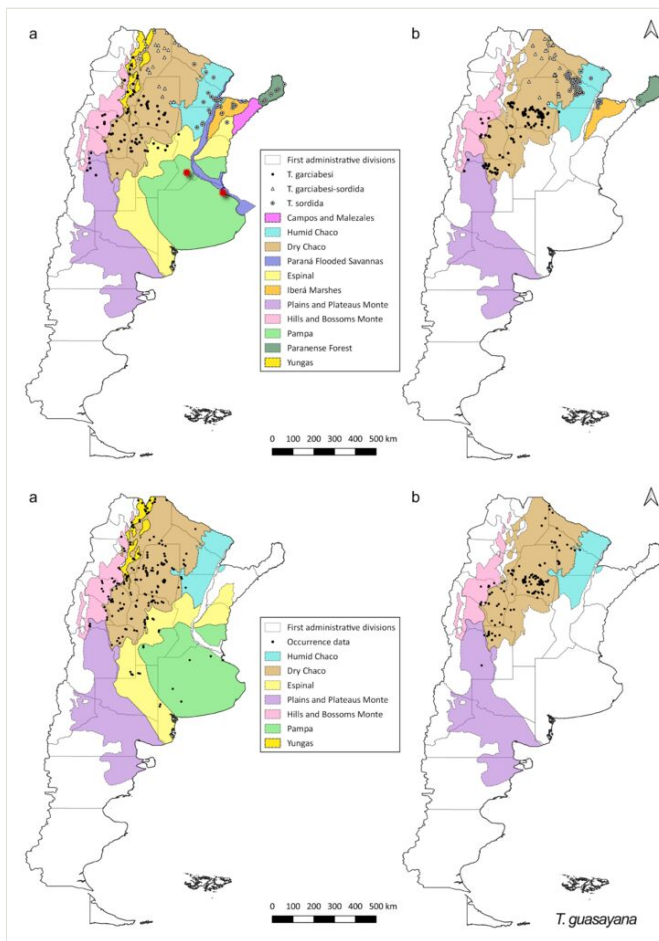 a
b
First administrative divisions
T. garciabesi
T. garciabesi-sordida
T. sordida
Campos and Malezales
Humid Chaco
Dry Chaco
Paraná Flooded Savannas
Espinal
Iberá Marshes
Plains and Plateaus Monte
Hills and Bossoms Monte
Pampa
Paranense Forest
Yungas
0 100 200 300 400 500 km
a
b
First administrative divisions
Occurrence data
Humid Chaco
Dry Chaco
Espinal
Plains and Plateaus Monte
Hills and Bossoms Monte
Pampa
Yungas
0 100 200 300 400 500 km
T. guasayana